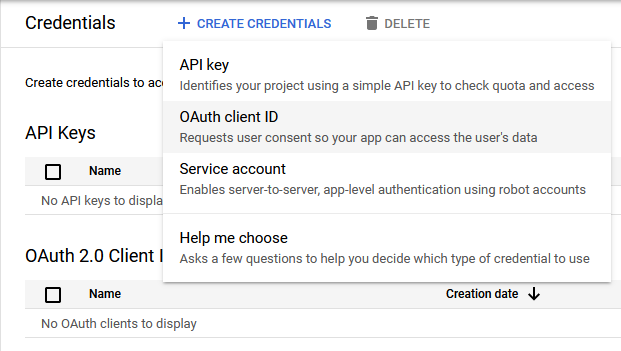 Credentials
CREATE CREDENTIALS
DELETE
API key
Identifies your project using a simple API key to check quota and access
Create credentials to acc
OAuth client ID
Requests user consent so your app can access the user's data
API Keys
Service account
Name
Enables server-to-server, app-level authentication using robot accounts
No API keys to displa
Help me choose
Asks a few questions to help you decide which type of credential to use
OAuth 2.0 Client I
Name
Creation date
No OAuth clients to display